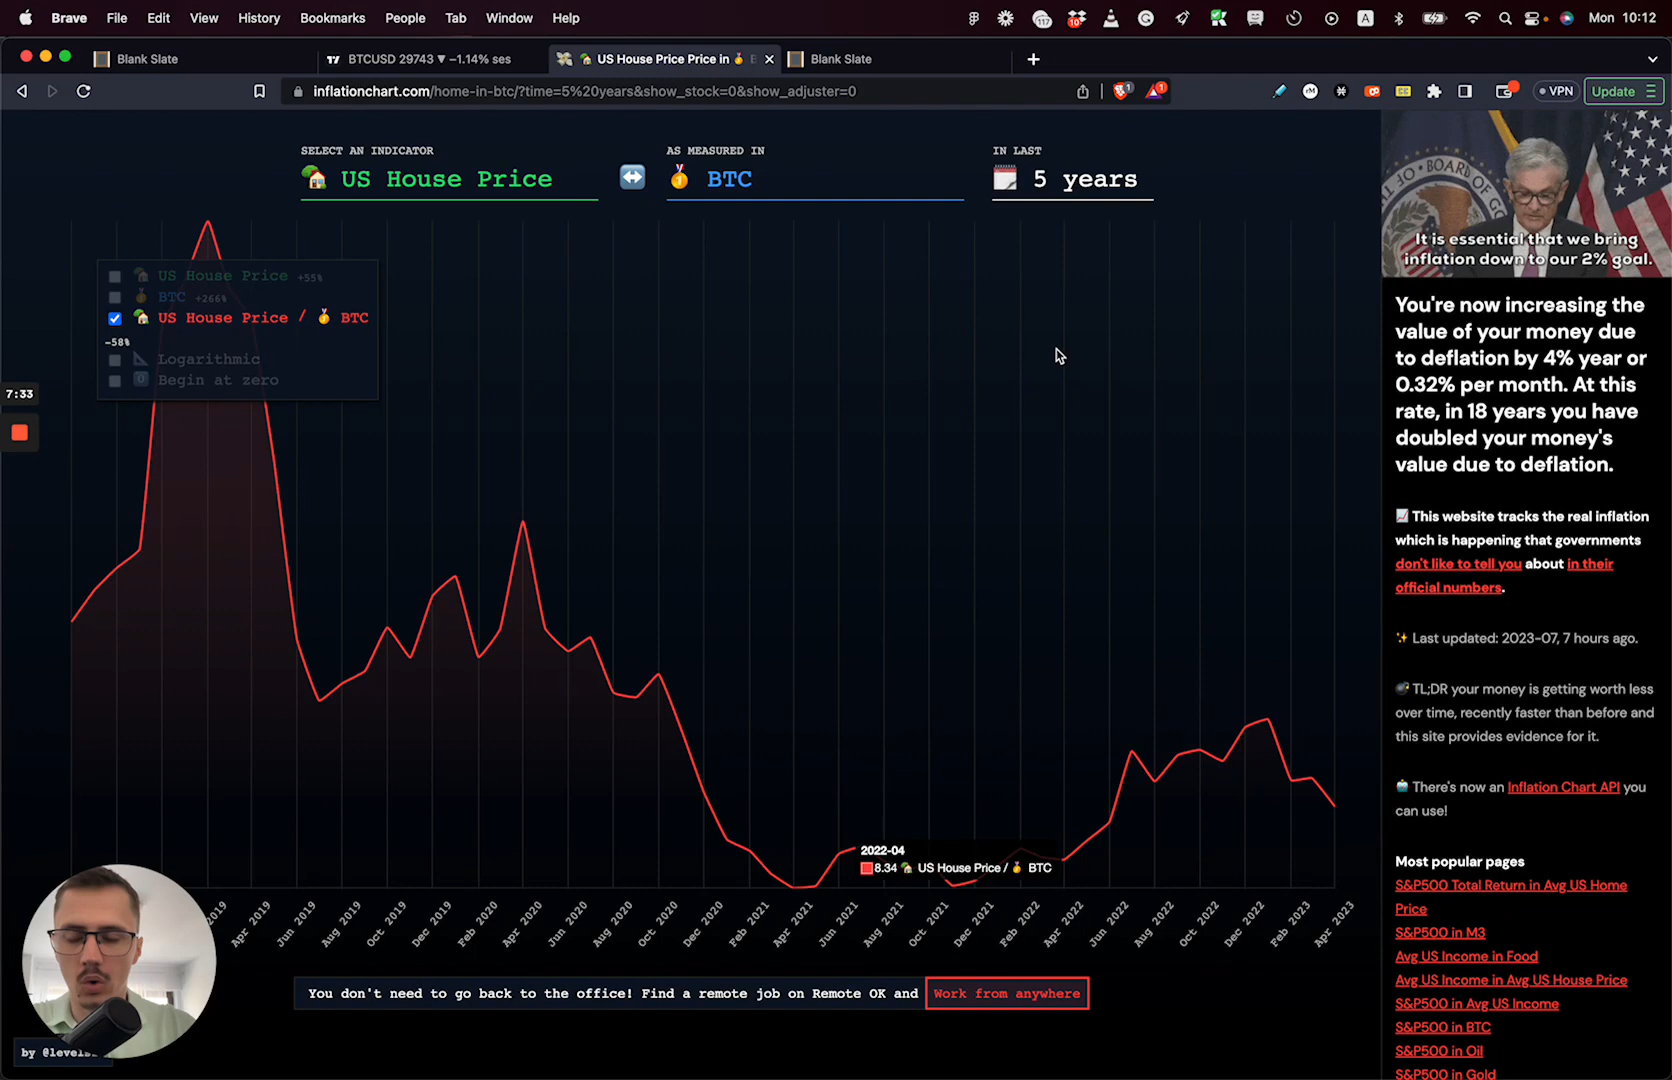 Brave File Edit View History Bookmarks People Tab Window Help
117
10
A
Mon 10:12
Blank Slate
BTCUSD 29743 ▼ −1.14% ses
US House Price Price in
Blank Slate
inflationchart.com/home-in-btc/?time=5%20years&show_stock=0&show_adjuster=0
1
1
VPN
Update
SELECT AN INDICATOR
US House Price
AS MEASURED IN
BTC
IN LAST
5 years
US House Price +55%
BTC +266%
US House Price / BTC
-58%
Logarithmic
Begin at zero
7:33
2022-04
8.34 US House Price / BTC
Apr 2019
Jun 2019
Aug 2019
Oct 2019
Dec 2019
Feb 2020
Apr 2020
Jun 2020
Aug 2020
Oct 2020
Dec 2020
Feb 2021
Apr 2021
Jun 2021
Aug 2021
Oct 2021
Dec 2021
Feb 2022
Apr 2022
Jun 2022
Aug 2022
Oct 2022
Dec 2022
Feb 2023
Apr 2023
You don't need to go back to the office! Find a remote job on Remote OK and Work from anywhere
by
BOARD OF
It is essential that we bring
inflation down to our 2% goal.
You're now increasing the
value of your money due
to deflation by 4% year or
0.32% per month. At this
rate, in 18 years you have
doubled your money's
value due to deflation.
This website tracks the real inflation
which is happening that governments
don't like to tell you about in their
official numbers.
Last updated: 2023-07, 7 hours ago.
TL;DR your money is getting worth less
over time, recently faster than before and
this site provides evidence for it.
There's now an Inflation Chart API you
can use!
Most popular pages
S&P500 Total Return in Avg US Home
Price
S&P500 in M3
Avg US Income in Food
Avg US Income in Avg US House Price
S&P500 in Avg US Income
S&P500 in BTC
S&P500 in Oil
S&P500 in Gold